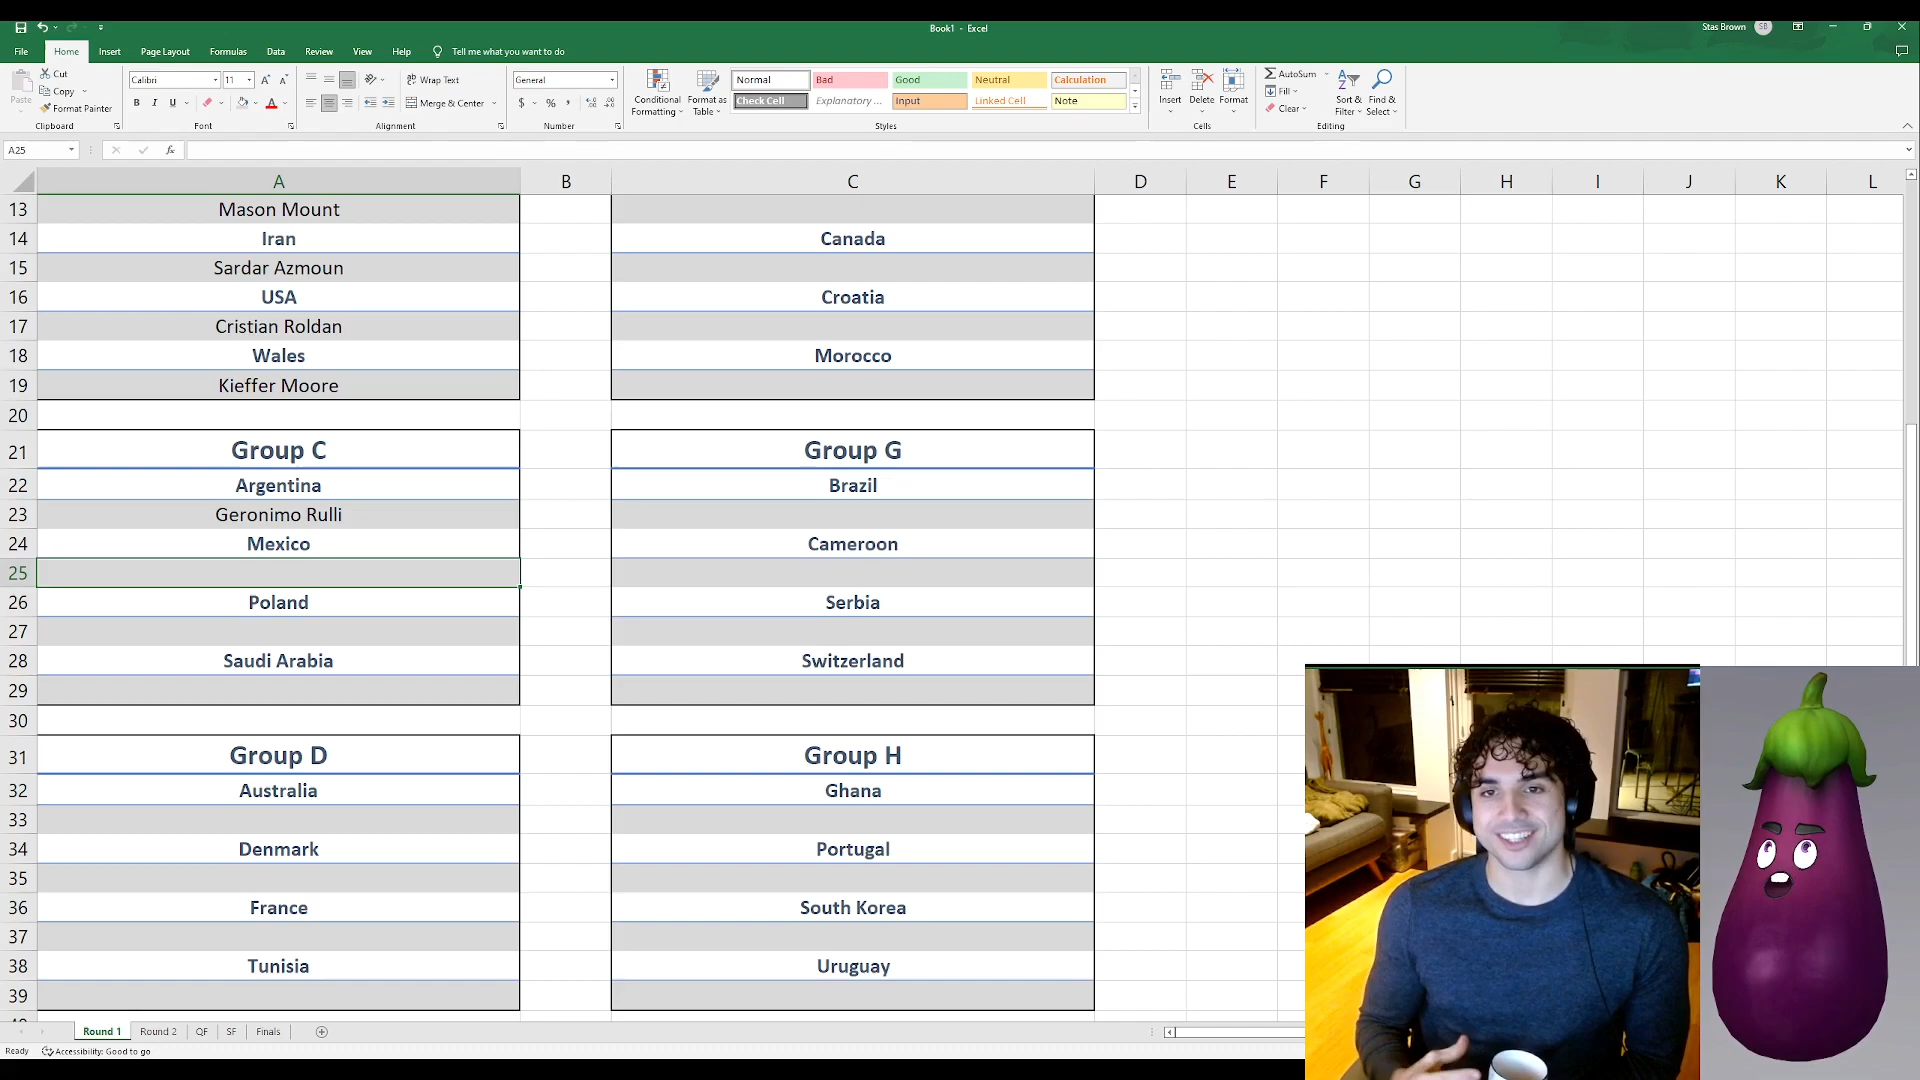 Book1 - Excel
Stas Brown
SB
File Home Insert Page Layout Formulas Data Review View Help Tell me what you want to do
Paste
Cut
Copy
Format Painter
Clipboard
Calibri 11
B I U
Font
Wrap Text
Merge & Center
Alignment
General
$ % ,
Number
Conditional Formatting
Format as Table
Normal Bad Good Neutral Calculation
Check Cell Explanatory ... Input Linked Cell Note
Styles
Insert Delete Format
Cells
AutoSum
Fill
Clear
Sort & Filter
Find & Select
Editing
A25
fx
A B C D E F G H I J K L
13 Mason Mount
14 Iran Canada
15 Sardar Azmoun
16 USA Croatia
17 Cristian Roldan
18 Wales Morocco
19 Kieffer Moore
20
21 Group C Group G
22 Argentina Brazil
23 Geronimo Rulli
24 Mexico Cameroon
25
26 Poland Serbia
27
28 Saudi Arabia Switzerland
29
30
31 Group D Group H
32 Australia Ghana
33
34 Denmark Portugal
35
36 France South Korea
37
38 Tunisia Uruguay
39
Round 1 Round 2 QF SF Finals
Ready Accessibility: Good to go